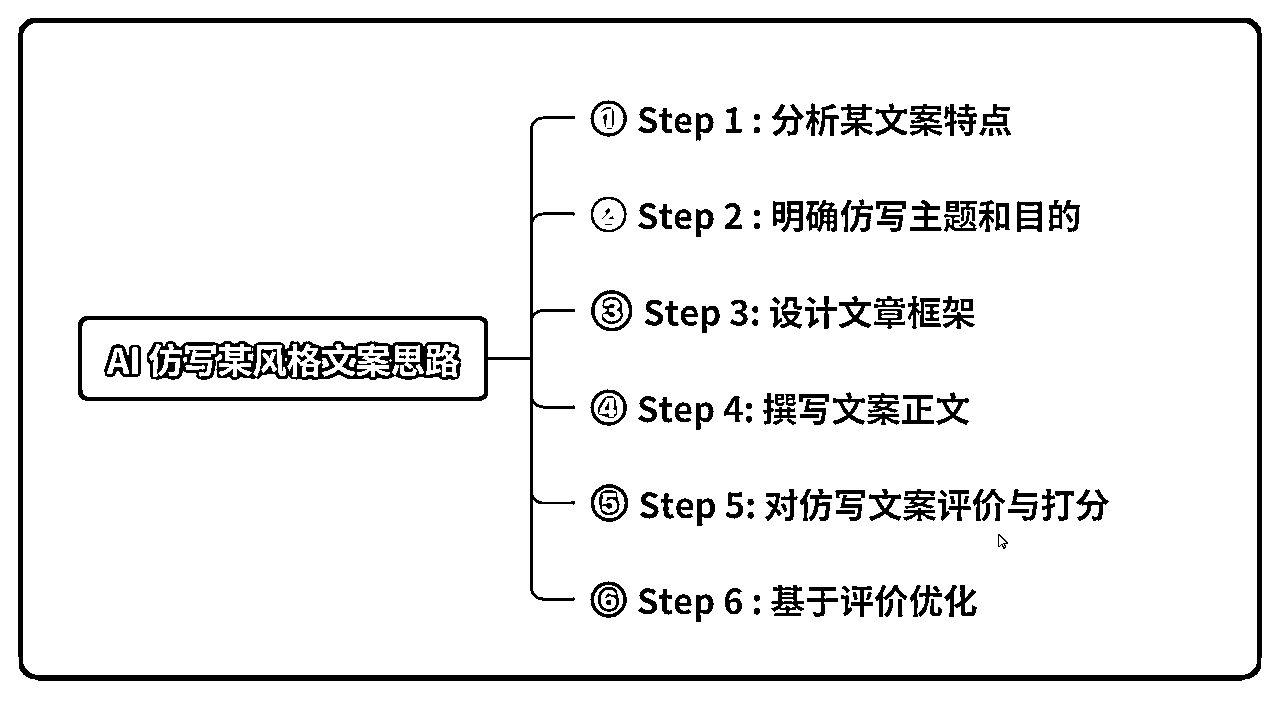 AI 仿写某风格文案思路
① Step 1 : 分析某文案特点
② Step 2 : 明确仿写主题和目的
③ Step 3: 设计文章框架
④ Step 4: 撰写文案正文
⑤ Step 5: 对仿写文案评价与打分
⑥ Step 6 : 基于评价优化